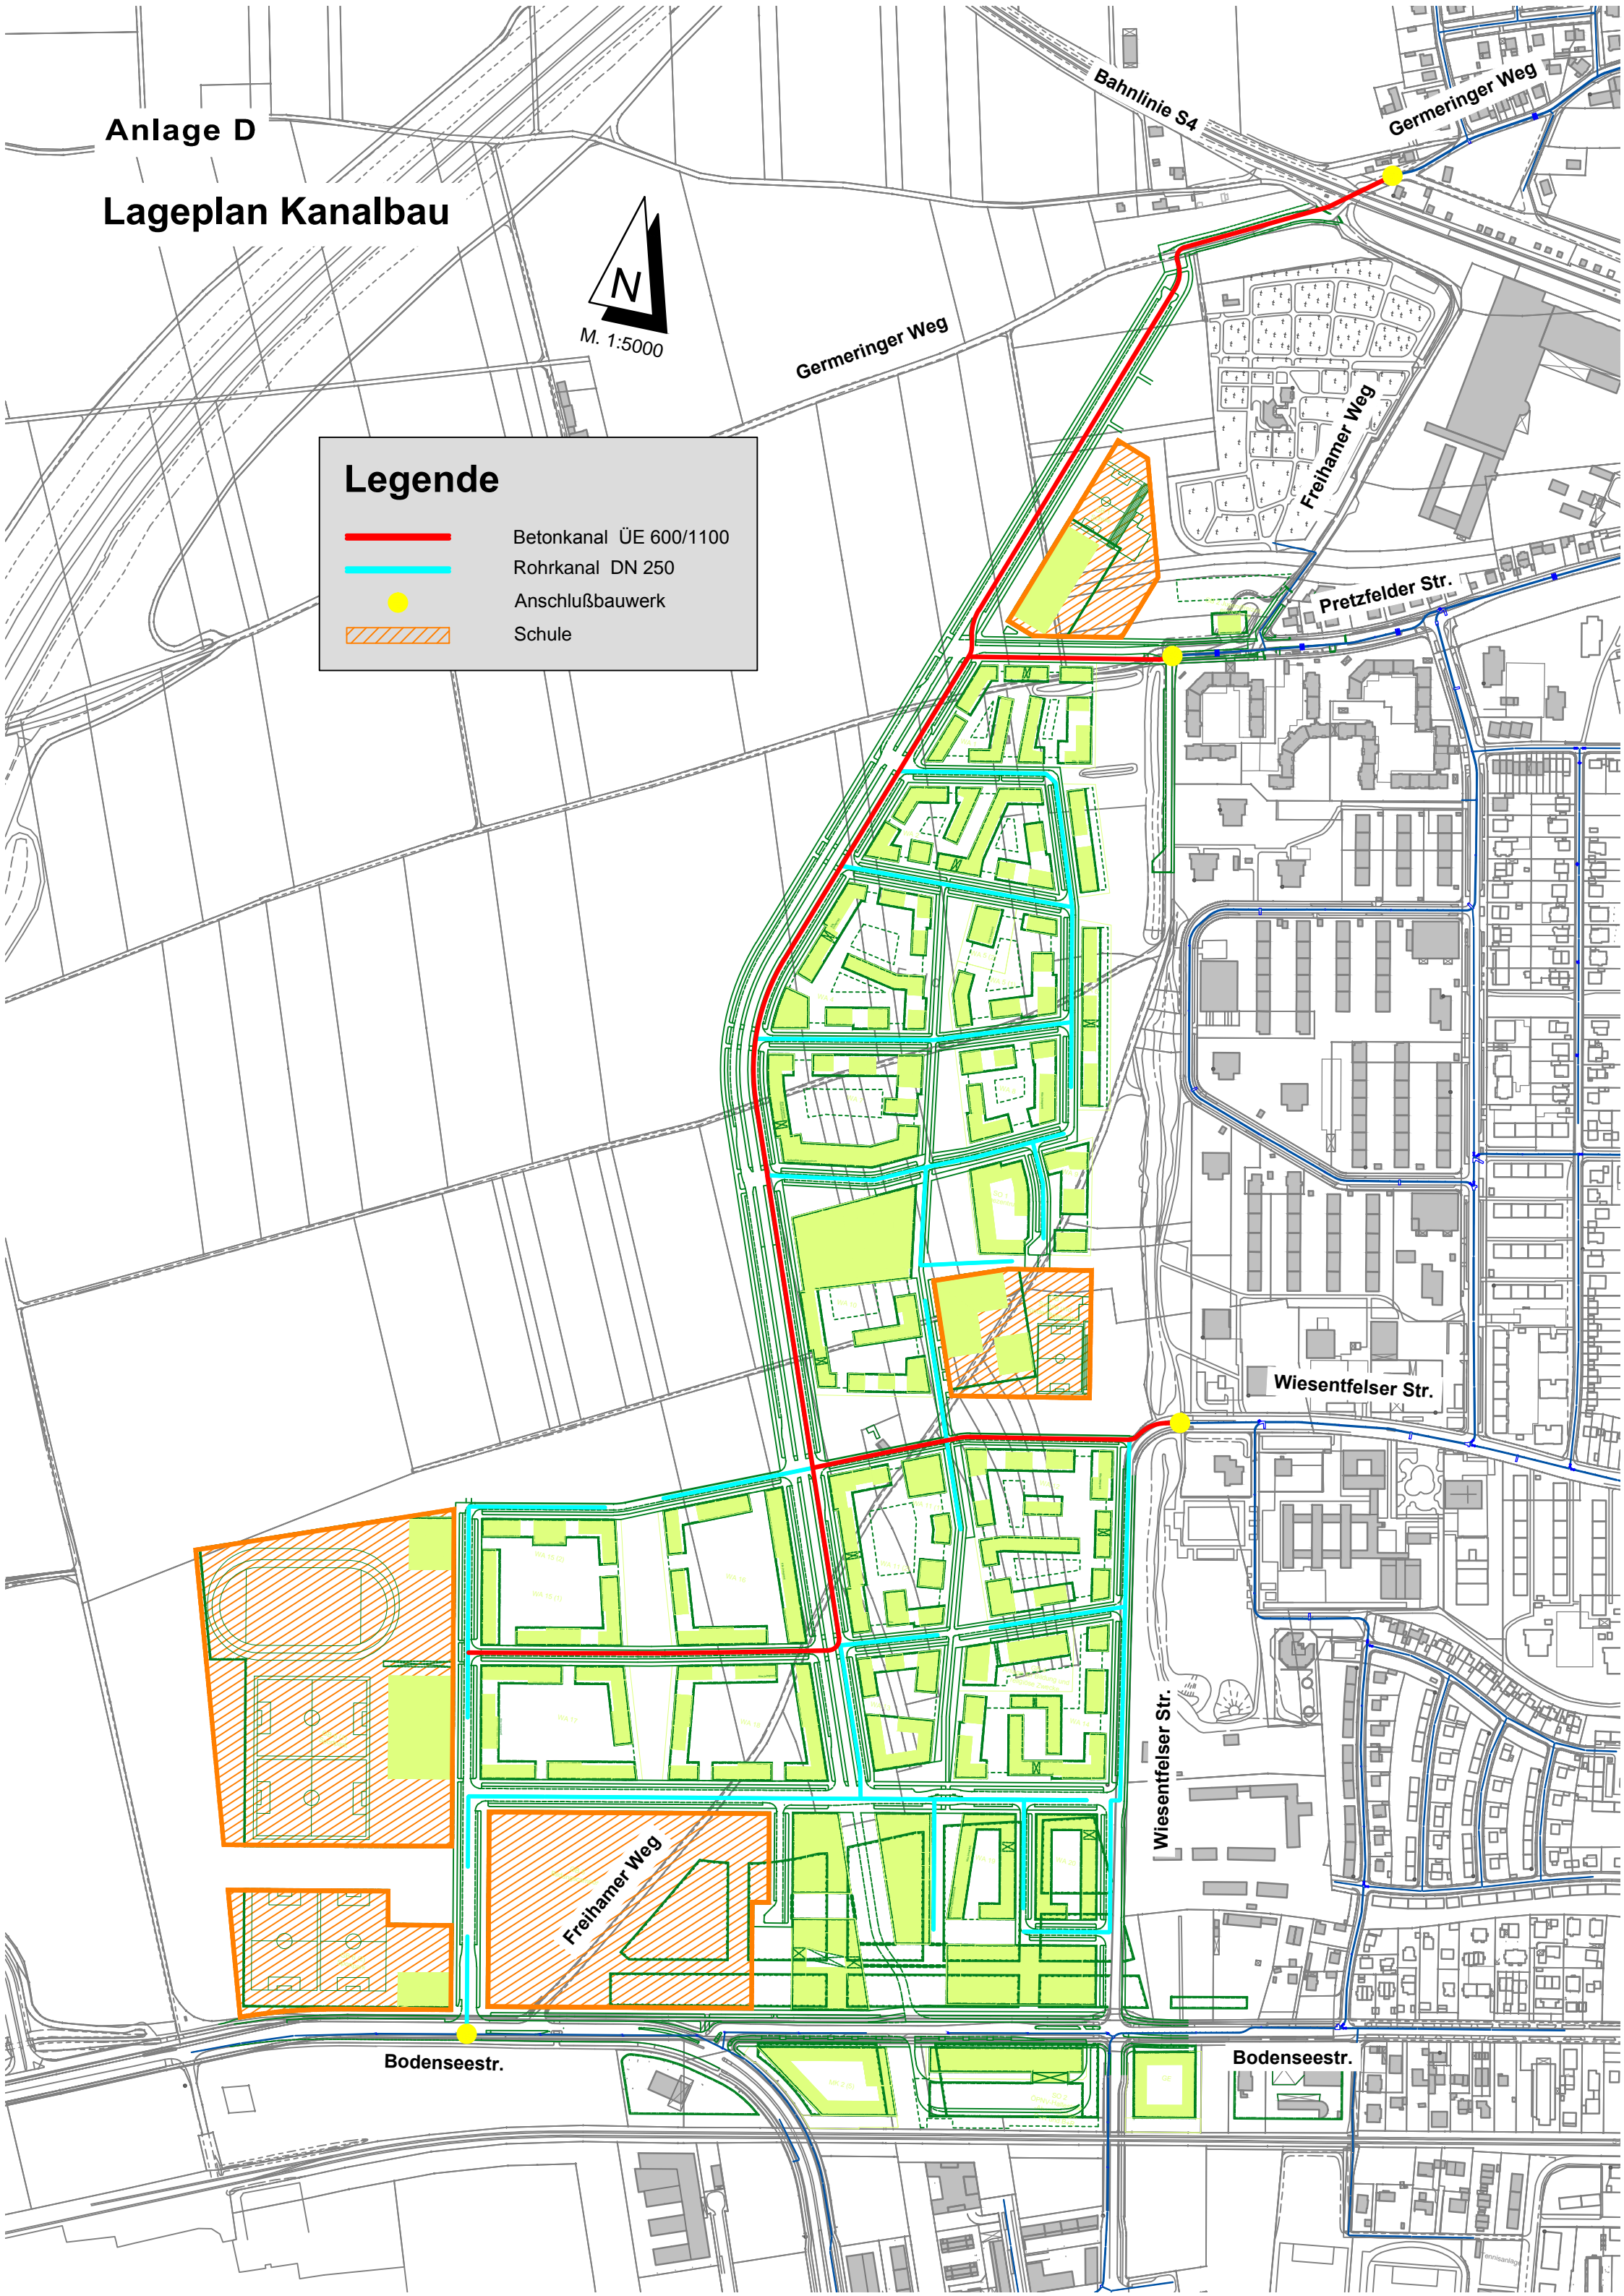 Anlage D
Lageplan Kanalbau
N
M. 1:5000
Bahnlinie S4
Germeringer Weg
Germeringer Weg
Freihamer Weg
Legende
Betonkanal ÜE 600/1100
Rohrkanal DN 250
Anschlußbauwerk
Schule
Pretzfelder Str.
Wiesentfelser Str.
Wiesentfelser Str.
Freihamer Weg
Bodenseestr.
Bodenseestr.